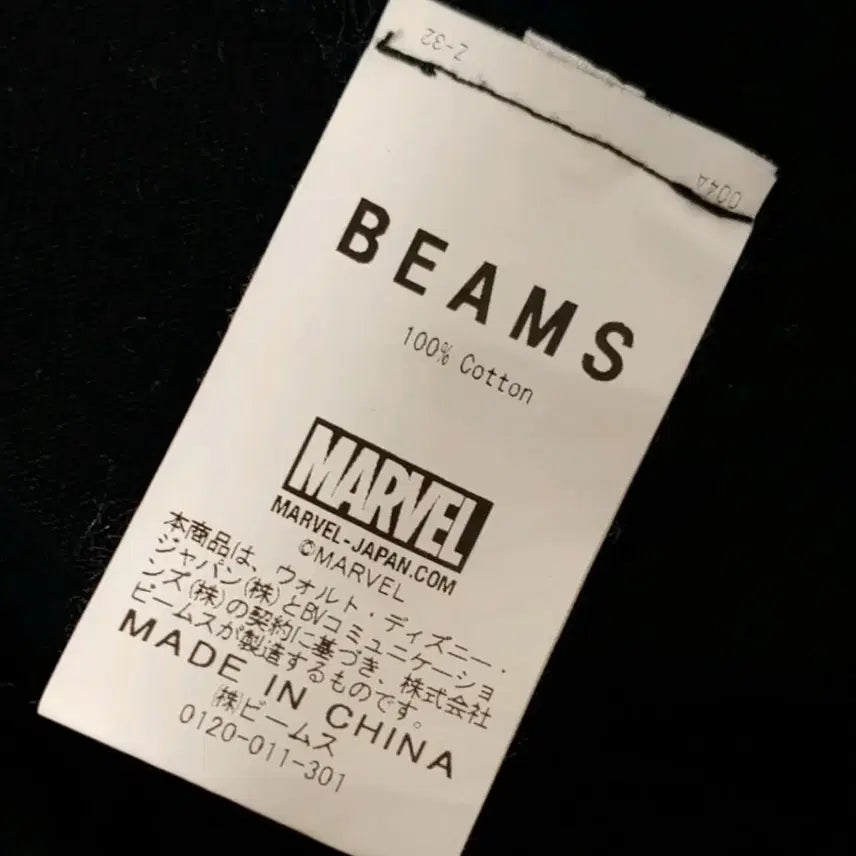 Z-32
004A
BEAMS
100% Cotton
MARVEL
MARVEL-JAPAN.COM
©MARVEL
本商品は、ウォルト・ディズニー・
ジャパン(株)とBVコミュニケーショ
ンズ(株)の契約に基づき、株式会社
ビームスが製造するものです。
MADE IN CHINA
㈱ビームス
0120-011-301